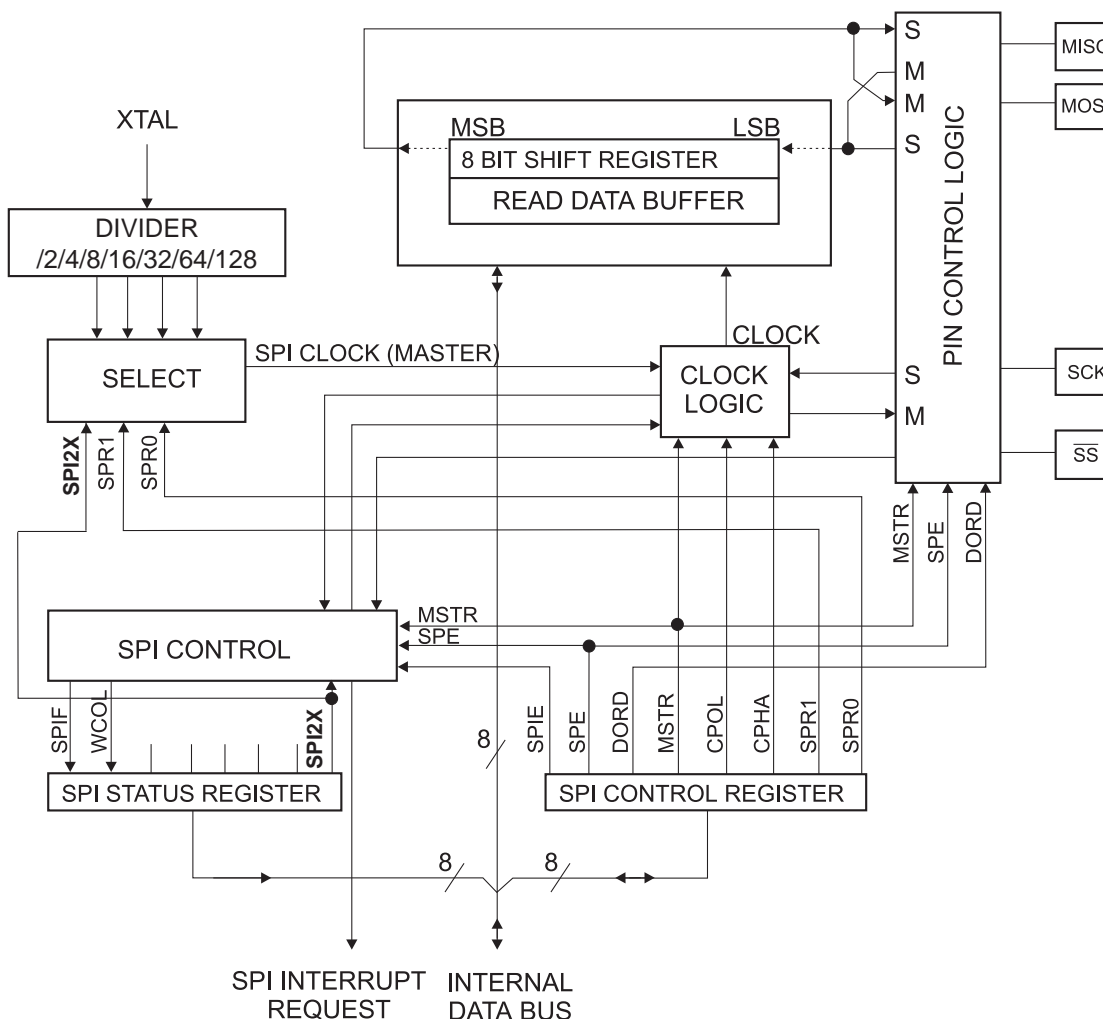 S
MISO
M
XTAL
M
MOS
MSB
LSB
S
8 BIT SHIFT REGISTER
READ DATA BUFFER
DIVIDER
/2/4/8/16/32/64/128
PIN CONTROL LOGIC
CLOCK
SPI CLOCK (MASTER)
SELECT
CLOCK
LOGIC
S
SCK
M
SPI2X
SPR1
SPR0
SS
MSTR
SPE
DORD
MSTR
SPE
SPI CONTROL
SPIF
WCOL
SPI2X
8
SPIE
SPE
DORD
MSTR
CPOL
CPHA
SPR1
SPR0
SPI STATUS REGISTER
SPI CONTROL REGISTER
8
8
SPI INTERRUPT
REQUEST
INTERNAL
DATA BUS